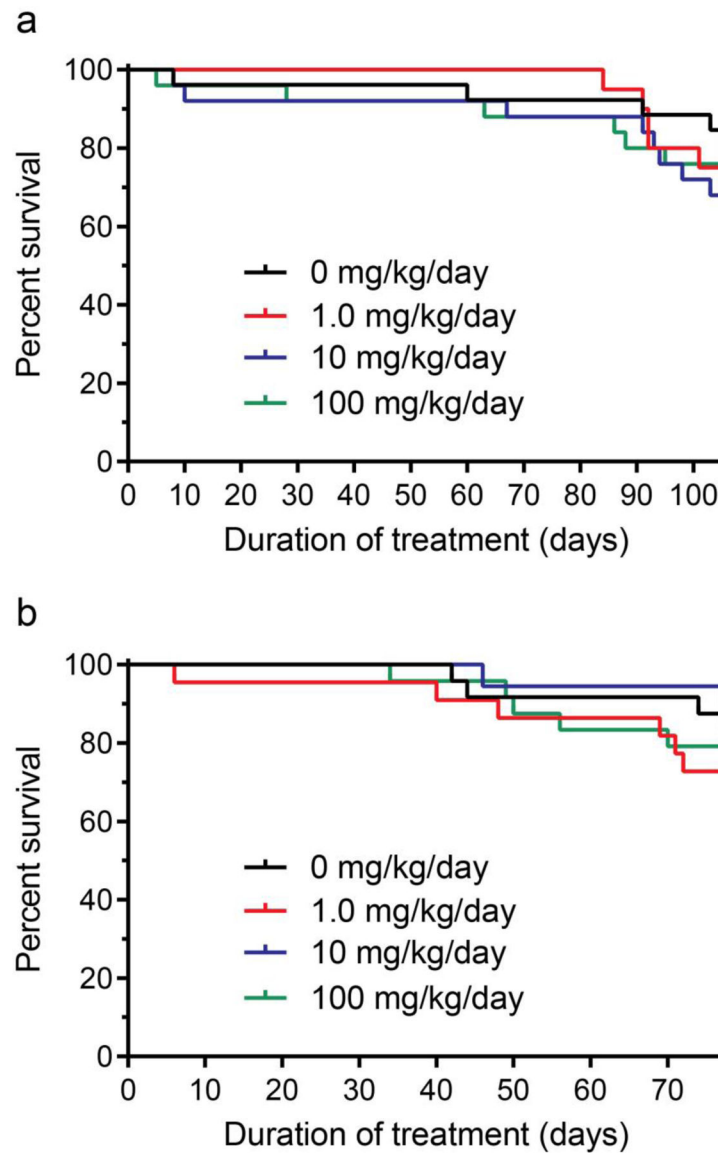 a
Percent survival
100
80
60
40
20
0
0 mg/kg/day
1.0 mg/kg/day
10 mg/kg/day
100 mg/kg/day
0 10 20 30 40 50 60 70 80 90 100
Duration of treatment (days)
b
Percent survival
100
80
60
40
20
0
0 mg/kg/day
1.0 mg/kg/day
10 mg/kg/day
100 mg/kg/day
0 10 20 30 40 50 60 70
Duration of treatment (days)